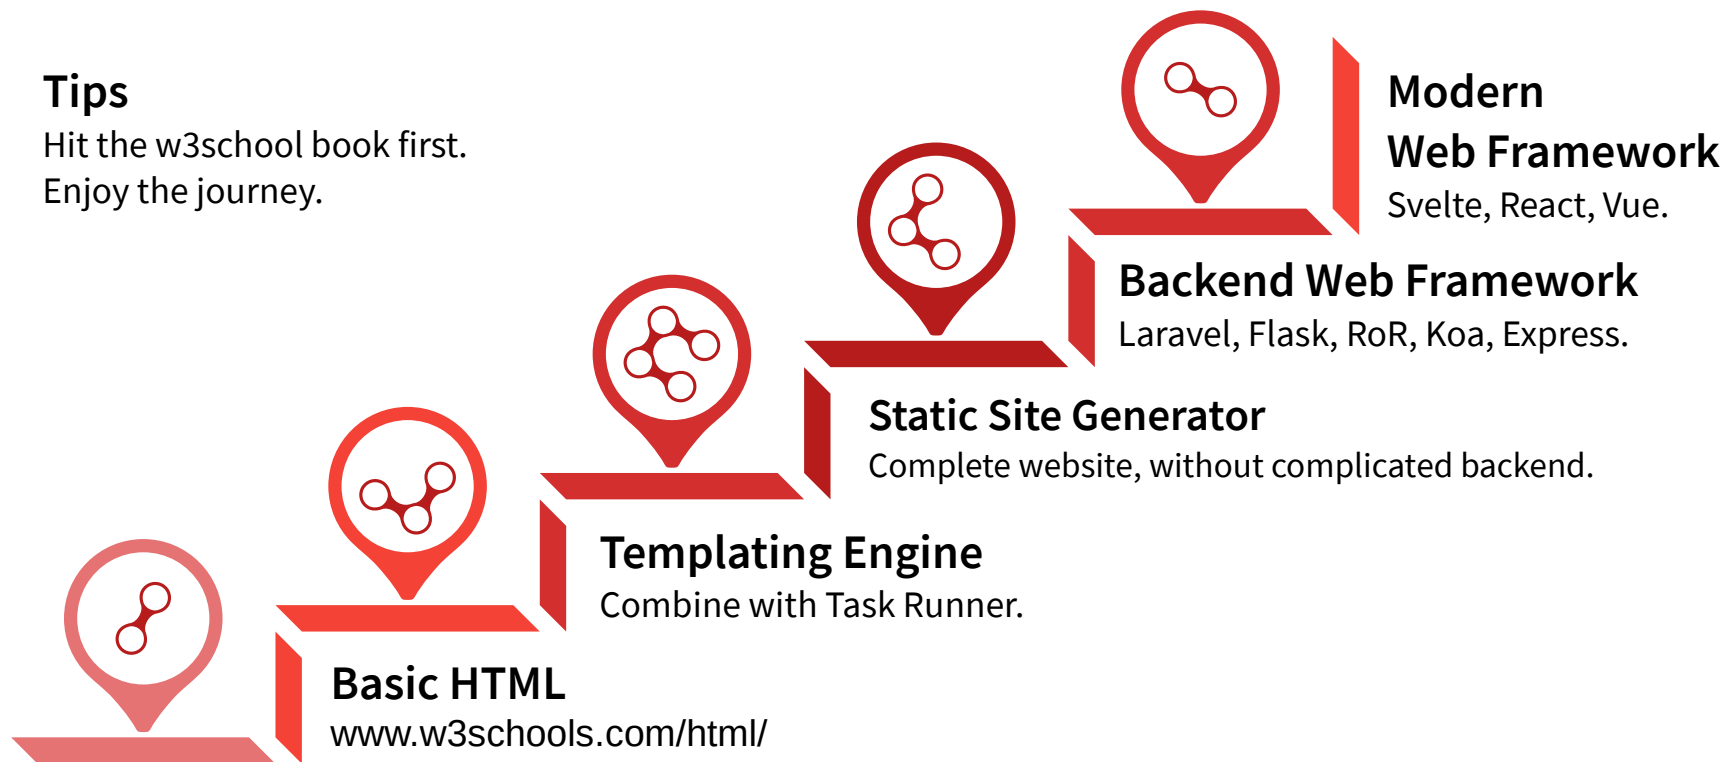 Tips
Hit the w3school book first.
Enjoy the journey.
Modern
Web Framework
Svelte, React, Vue.
Backend Web Framework
Laravel, Flask, RoR, Koa, Express.
Static Site Generator
Complete website, without complicated backend.
Templating Engine
Combine with Task Runner.
Basic HTML
www.w3schools.com/html/